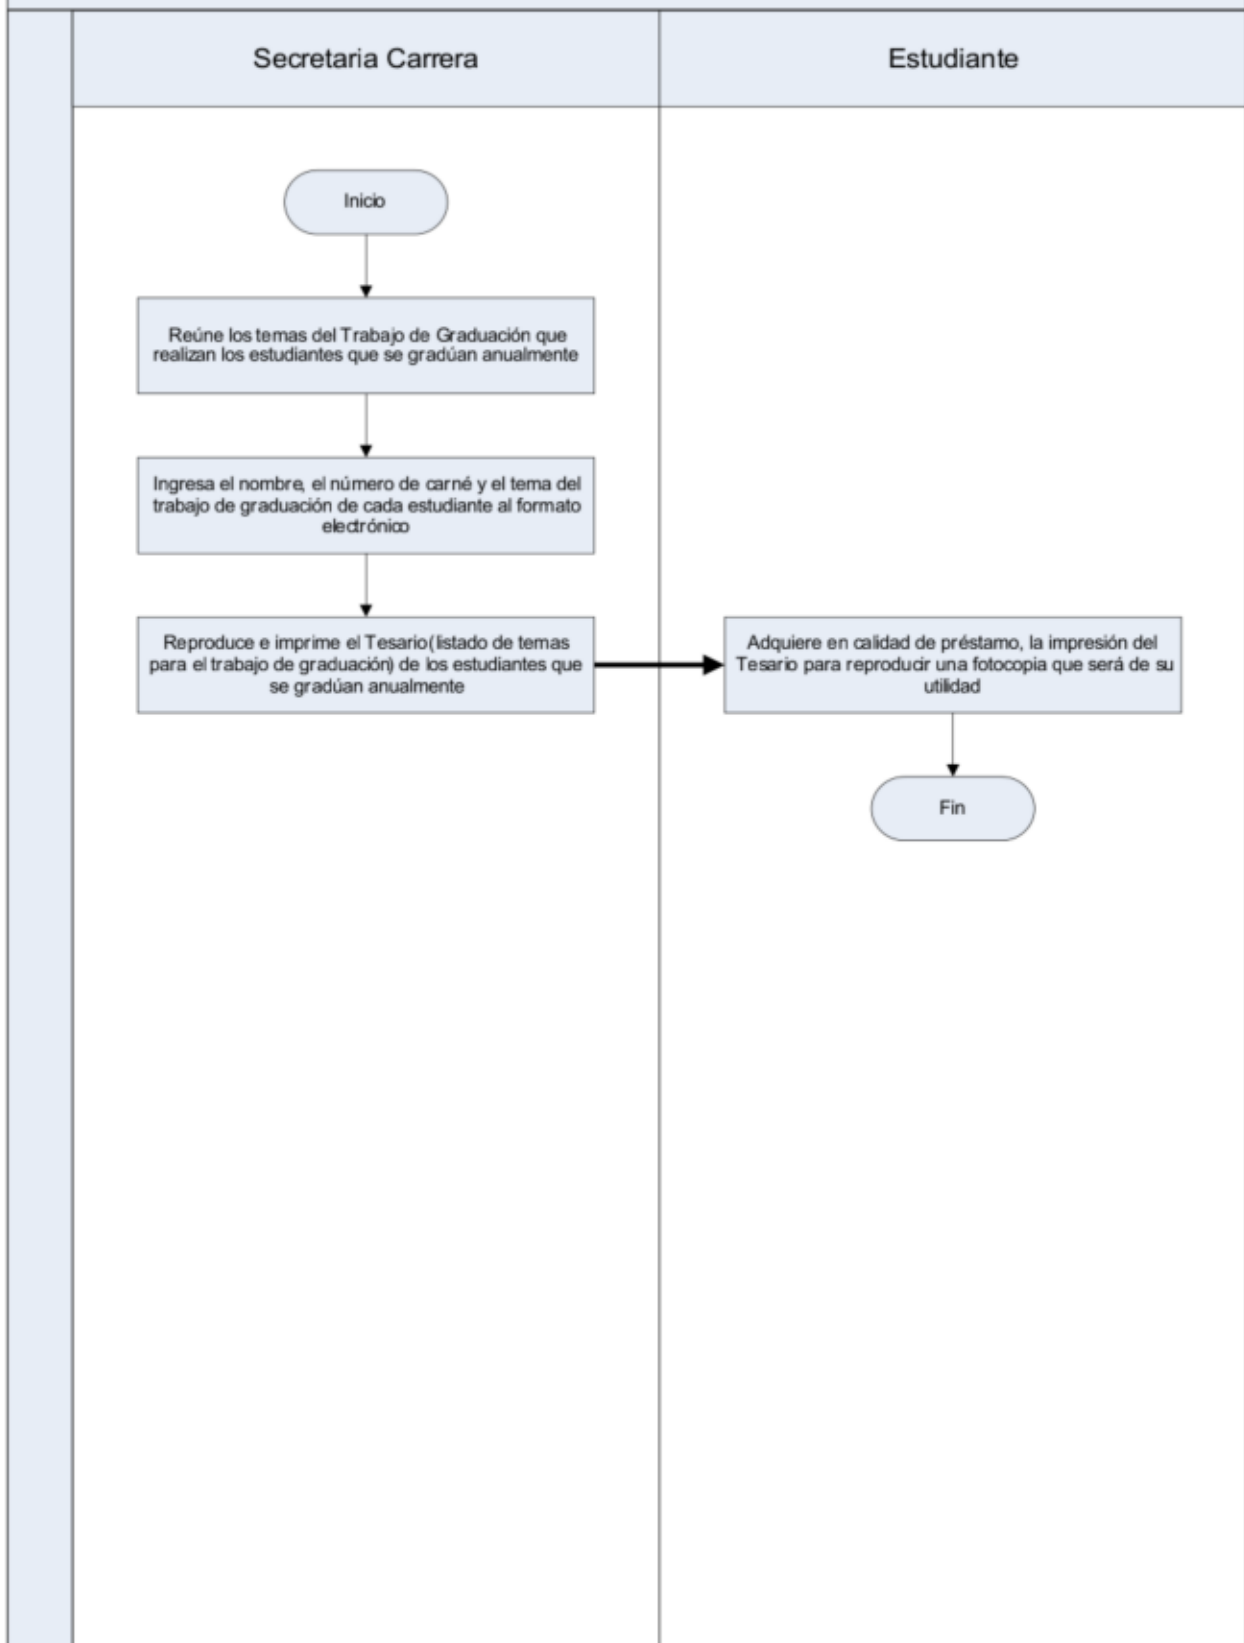 Secretaria Carrera
Estudiante
Inicio
Reúne los temas del Trabajo de Graduación que
realizan los estudiantes que se gradúan anualmente
Ingresa el nombre, el número de carné y el tema del
trabajo de graduación de cada estudiante al formato
electrónico
Reproduce e imprime el Tesario(listado de temas
para el trabajo de graduación) de los estudiantes que
se gradúan anualmente
Adquiere en calidad de préstamo, la impresión del
Tesario para reproducir una fotocopia que será de su
utilidad
Fin